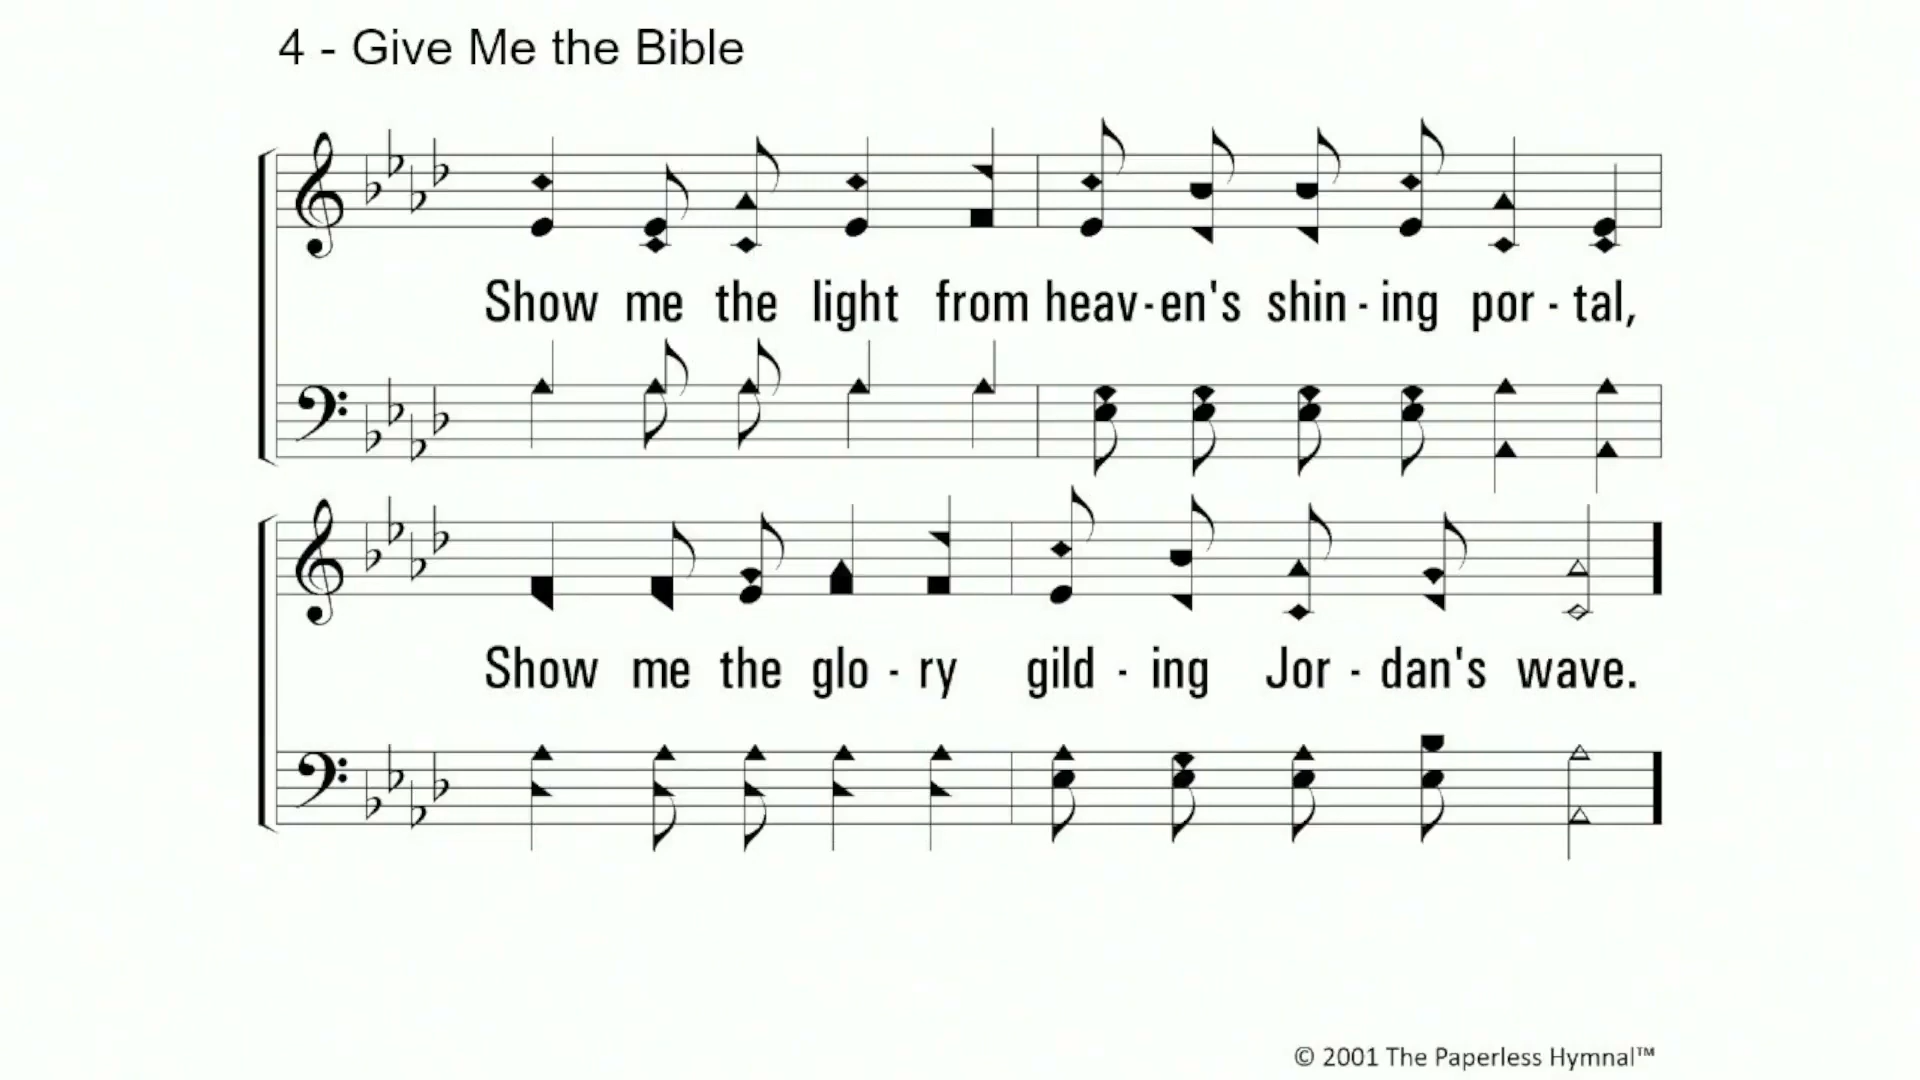 4 - Give Me the Bible
Show me the light from heav-en's shin - ing por - tal,
Show me the glo - ry gild - ing Jor - dan's wave.
© 2001 The Paperless Hymnal™